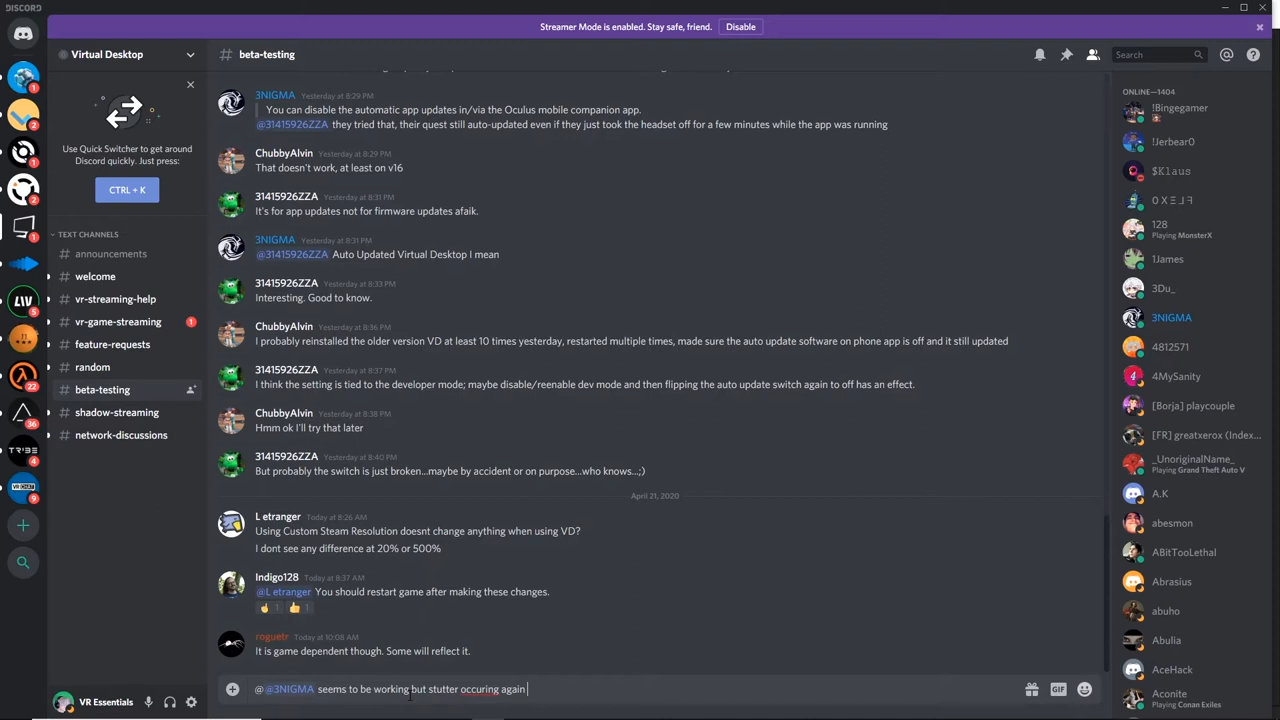 DISCORD
Streamer Mode is enabled. Stay safe, friend. Disable
Virtual Desktop
# beta-testing
Search
Use Quick Switcher to get around
Discord quickly. Just press:
CTRL + K
TEXT CHANNELS
# announcements
# welcome
# vr-streaming-help
# vr-game-streaming 1
# feature-requests
# random
# beta-testing
# shadow-streaming
# network-discussions
1
2
1
2
1
LIV
5
22
36
TRIBE
4
VRCHAT
9
VR Essentials
3NIGMA Yesterday at 8:29 PM
You can disable the automatic app updates in/via the Oculus mobile companion app.
@31415926ZZA they tried that, their quest still auto-updated even if they just took the headset off for a few minutes while the app was running
ChubbyAlvin Yesterday at 8:29 PM
That doesn't work, at least on v16
31415926ZZA Yesterday at 8:31 PM
It's for app updates not for firmware updates afaik.
3NIGMA Yesterday at 8:31 PM
@31415926ZZA Auto Updated Virtual Desktop I mean
31415926ZZA Yesterday at 8:33 PM
Interesting. Good to know.
ChubbyAlvin Yesterday at 8:36 PM
I probably reinstalled the older version VD at least 10 times yesterday, restarted multiple times, made sure the auto update software on phone app is off and it still updated
31415926ZZA Yesterday at 8:37 PM
I think the setting is tied to the developer mode; maybe disable/reenable dev mode and then flipping the auto update switch again to off has an effect.
ChubbyAlvin Yesterday at 8:38 PM
Hmm ok I'll try that later
31415926ZZA Yesterday at 8:40 PM
But probably the switch is just broken...maybe by accident or on purpose...who knows...;)
April 21, 2020
L etranger Today at 8:26 AM
Using Custom Steam Resolution doesnt change anything when using VD?
I dont see any difference at 20% or 500%
Indigo128 Today at 8:37 AM
@L etranger You should restart game after making these changes.
1 1
roguetr Today at 10:08 AM
It is game dependent though. Some will reflect it.
@@3NIGMA seems to be working but stutter occuring again
GIF
ONLINE—1404
!Bingegamer
!Jerbear0
$Klaus
128
Playing MonsterX
1James
3Du_
3NIGMA
4812571
4MySanity
[Borja] playcouple
[FR] greatxerox (Index...
_UnoriginalName_
Playing Grand Theft Auto V
A.K
abesmon
ABitTooLethal
Abrasius
abuho
Abulia
AceHack
Aconite
Playing Conan Exiles